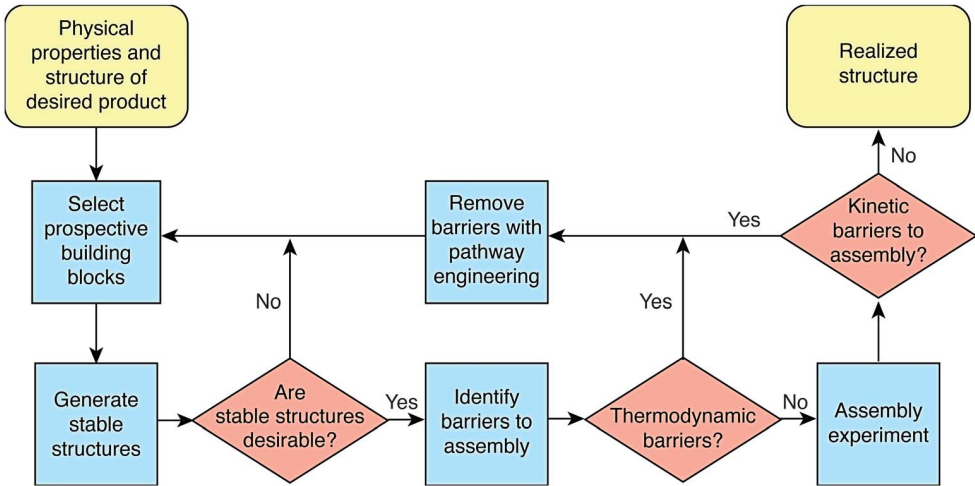 Physical
properties and
structure of
desired product
Realized
structure
No
Select
prospective
building
blocks
Remove
barriers with
pathway
engineering
Yes
Kinetic
barriers to
assembly?
No
Yes
Generate
stable
structures
Are
stable structures
desirable?
Yes
Identify
barriers to
assembly
Thermodynamic
barriers?
No
Assembly
experiment